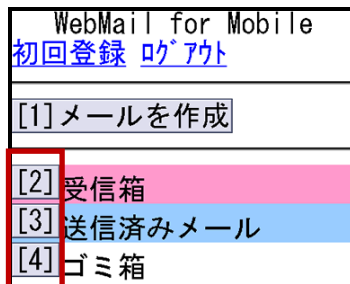 WebMail for Mobile
初回登録 ﾛｸﾞｱｳﾄ
[1]メールを作成
[2]受信箱
[3]送信済みメール
[4]ゴミ箱